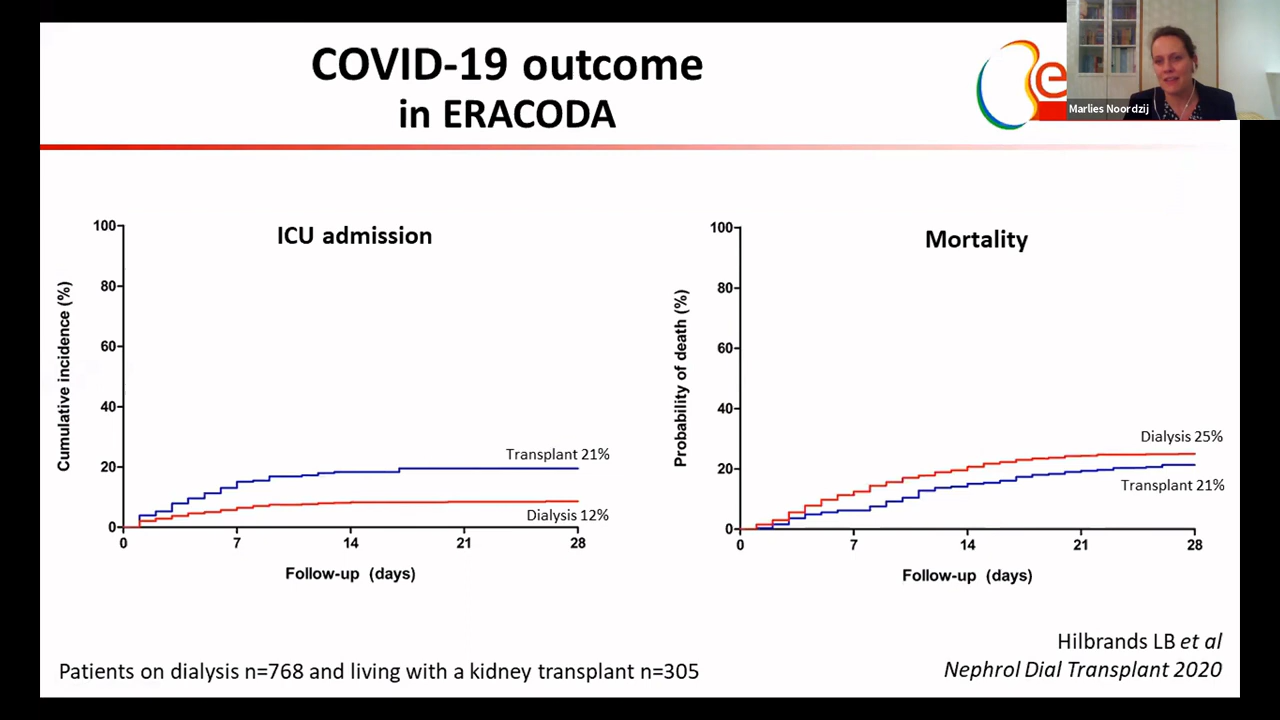 COVID-19 outcome
in ERACODA
e
Marlies Noordzij
ICU admission
Cumulative incidence (%)
100
80
60
40
20
0
Transplant 21%
Dialysis 12%
0 7 14 21 28
Follow-up (days)
Mortality
Probability of death (%)
100
80
60
40
20
0
Dialysis 25%
Transplant 21%
0 7 14 21 28
Follow-up (days)
Hilbrands LB et al
Nephrol Dial Transplant 2020
Patients on dialysis n=768 and living with a kidney transplant n=305